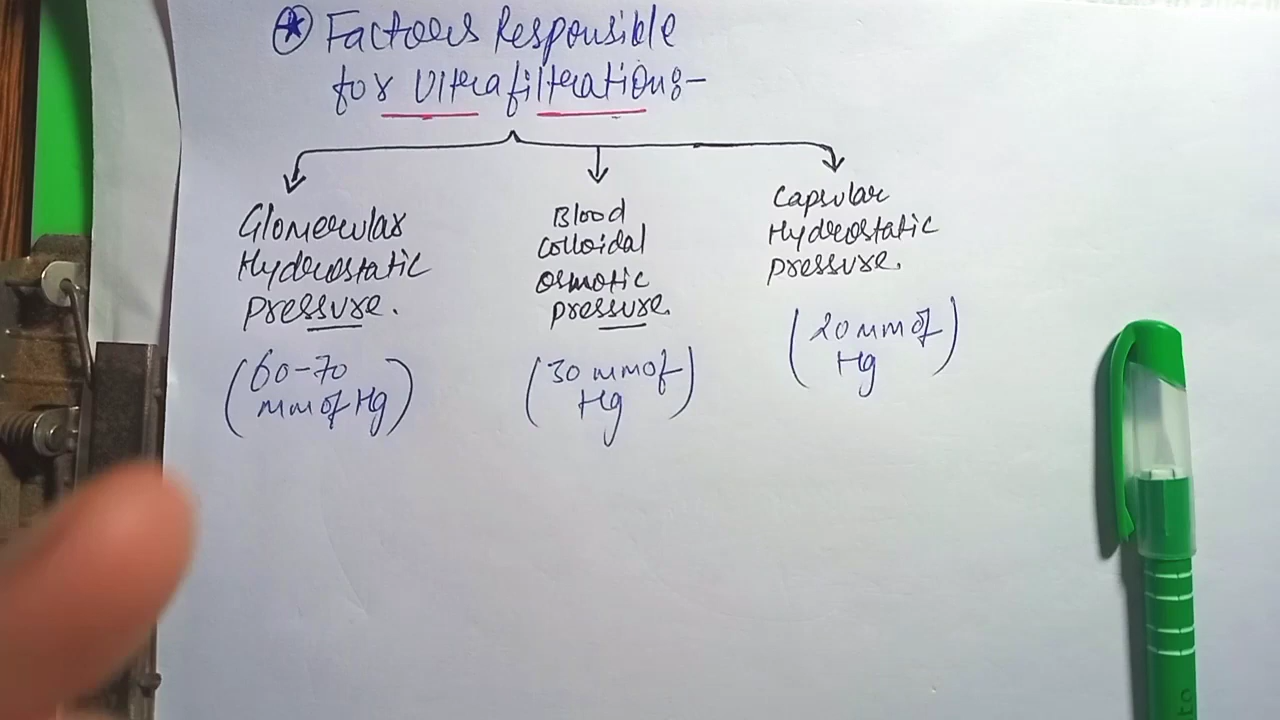 Factors Responsible
for Ultrafiltration:-
Glomerular
Hydrostatic
pressure.
(60-70
mm of Hg)
Blood
colloidal
osmotic
pressure.
(30 mm of
Hg)
Capsular
Hydrostatic
pressure.
(20 mm of
Hg)